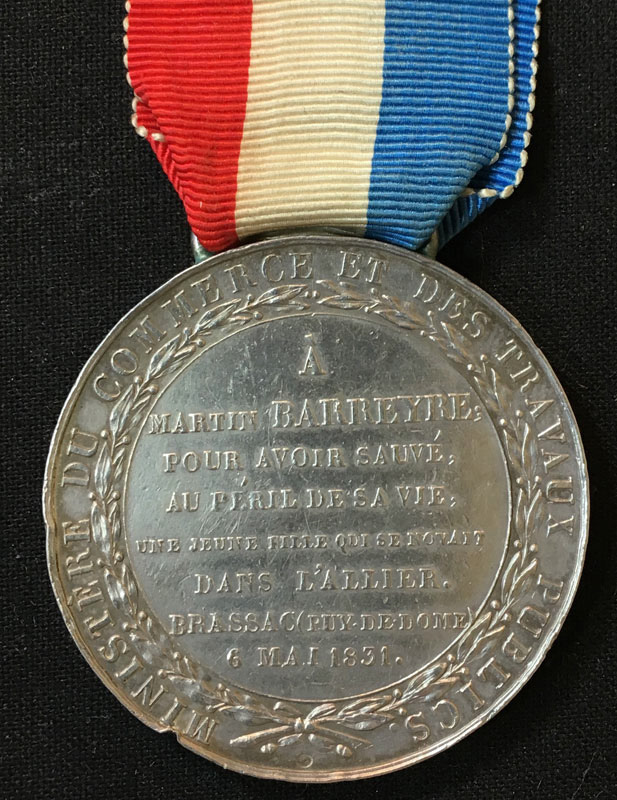 MINISTERE DU COMMERCE ET DES TRAVAUX PUBLICS.
À
MARTIN BARREYRE,
POUR AVOIR SAUVÉ,
AU PÉRIL DE SA VIE,
UNE JEUNE FILLE QUI SE NOYAIT
DANS L'ALLIER.
BRASSAC (PUY-DE-DOME)
6 MAI 1831.